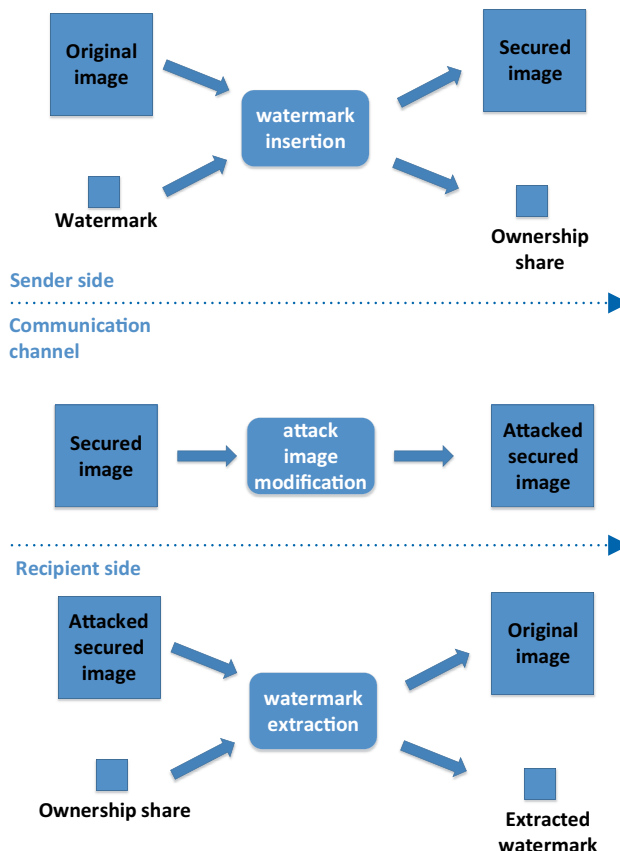 Original
image
Secured
image
watermark
insertion
Watermark
Ownership
share
Sender side
Communication
channel
Secured
image
attack
image
modification
Attacked
secured
image
Recipient side
Attacked
secured
image
Original
image
watermark
extraction
Ownership share
Extracted
watermark